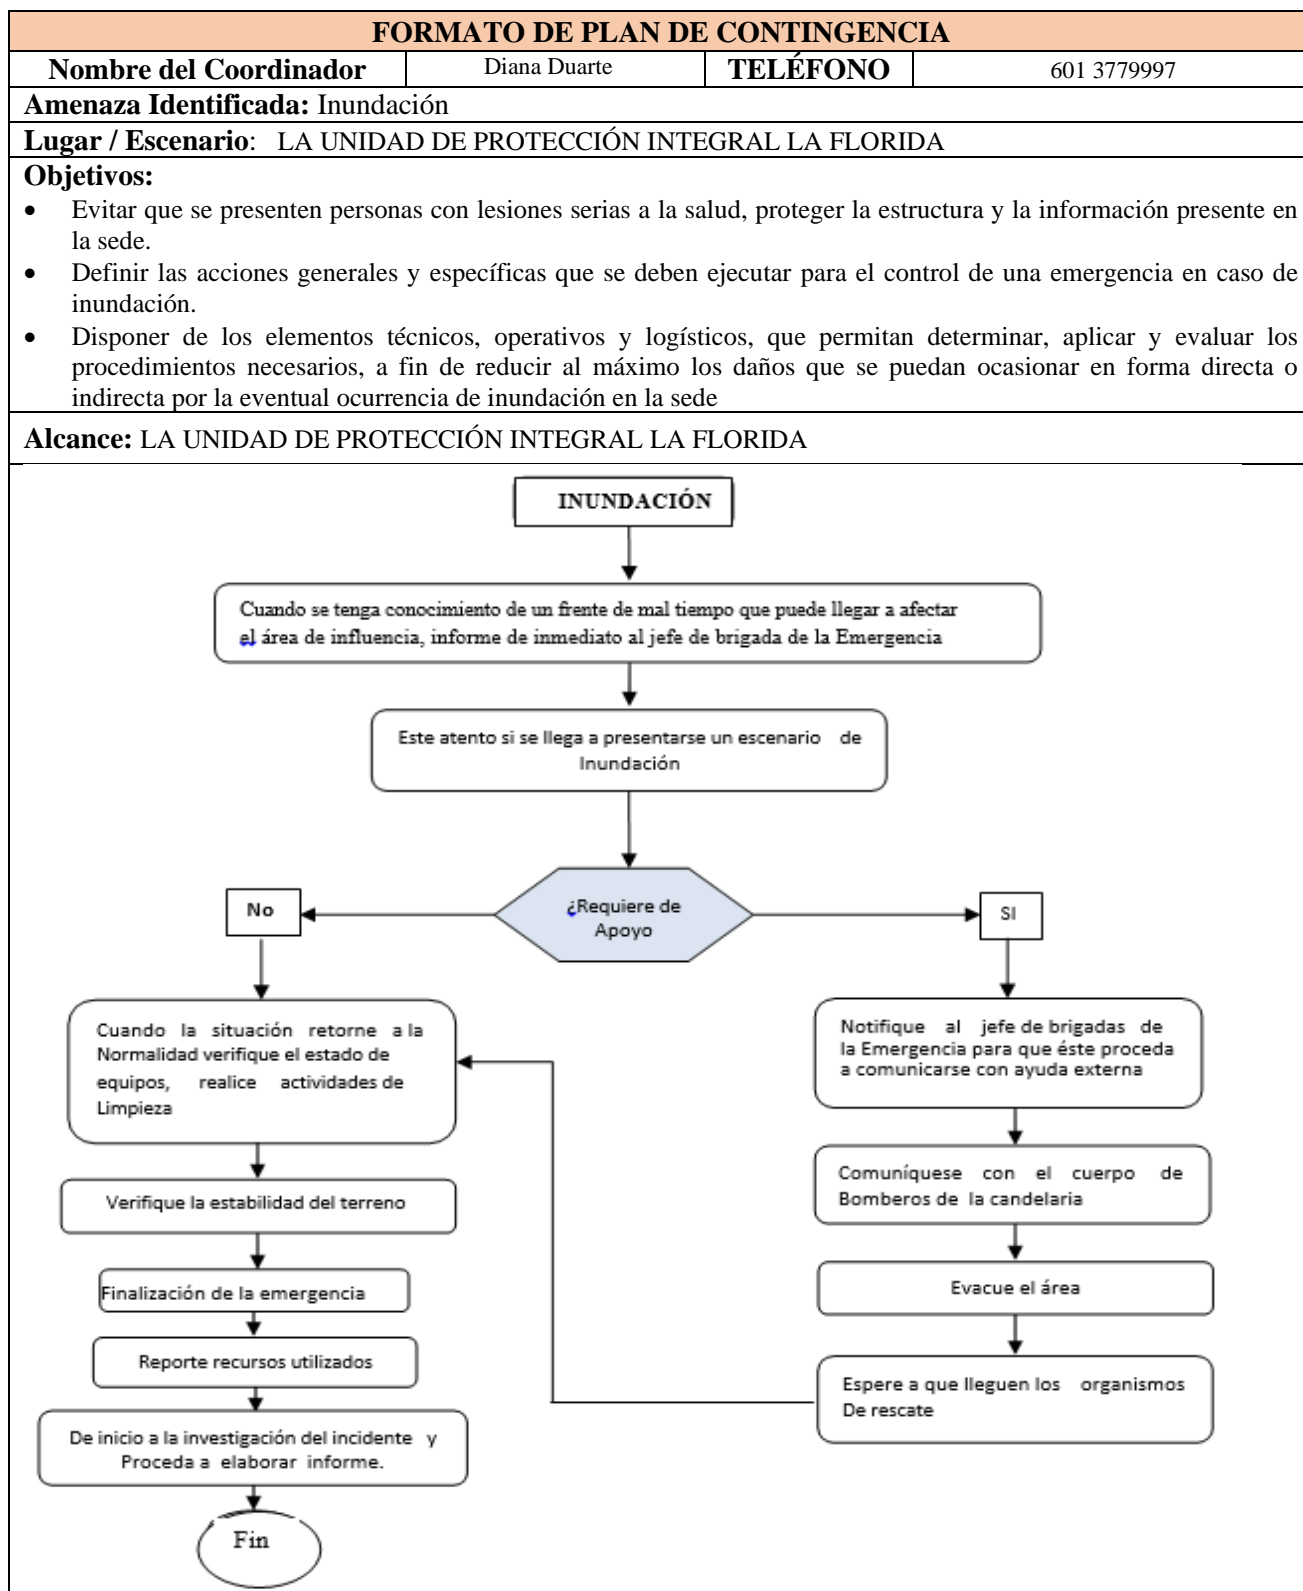 FORMATO DE PLAN DE CONTINGENCIA
Nombre del Coordinador Diana Duarte TELÉFONO 601 3779997
Amenaza Identificada: Inundación
Lugar / Escenario: LA UNIDAD DE PROTECCIÓN INTEGRAL LA FLORIDA
Objetivos:
• Evitar que se presenten personas con lesiones serias a la salud, proteger la estructura y la información presente en
la sede.
• Definir las acciones generales y específicas que se deben ejecutar para el control de una emergencia en caso de
inundación.
• Disponer de los elementos técnicos, operativos y logísticos, que permitan determinar, aplicar y evaluar los
procedimientos necesarios, a fin de reducir al máximo los daños que se puedan ocasionar en forma directa o
indirecta por la eventual ocurrencia de inundación en la sede
Alcance: LA UNIDAD DE PROTECCIÓN INTEGRAL LA FLORIDA
INUNDACIÓN
Cuando se tenga conocimiento de un frente de mal tiempo que puede llegar a afectar
el área de influencia, informe de inmediato al jefe de brigada de la Emergencia
Este atento si se llega a presentarse un escenario de
Inundación
¿Requiere de
Apoyo
No
SI
Cuando la situación retorne a la
Normalidad verifique el estado de
equipos, realice actividades de
Limpieza
Verifique la estabilidad del terreno
Finalización de la emergencia
Reporte recursos utilizados
De inicio a la investigación del incidente y
Proceda a elaborar informe.
Fin
Notifique al jefe de brigadas de
la Emergencia para que éste proceda
a comunicarse con ayuda externa
Comuníquese con el cuerpo de
Bomberos de la candelaria
Evacue el área
Espere a que lleguen los organismos
De rescate